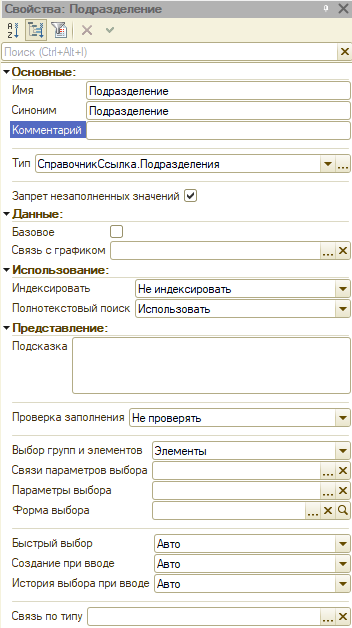 Свойства: Подразделение
Поиск (Ctrl+Alt+I)
Основные:
Имя Подразделение
Синоним Подразделение
Комментарий
Тип СправочникСсылка.Подразделения
Запрет незаполненных значений
Данные:
Базовое
Связь с графиком
Использование:
Индексировать Не индексировать
Полнотекстовый поиск Использовать
Представление:
Подсказка
Проверка заполнения Не проверять
Выбор групп и элементов Элементы
Связи параметров выбора
Параметры выбора
Форма выбора
Быстрый выбор Авто
Создание при вводе Авто
История выбора при вводе Авто
Связь по типу